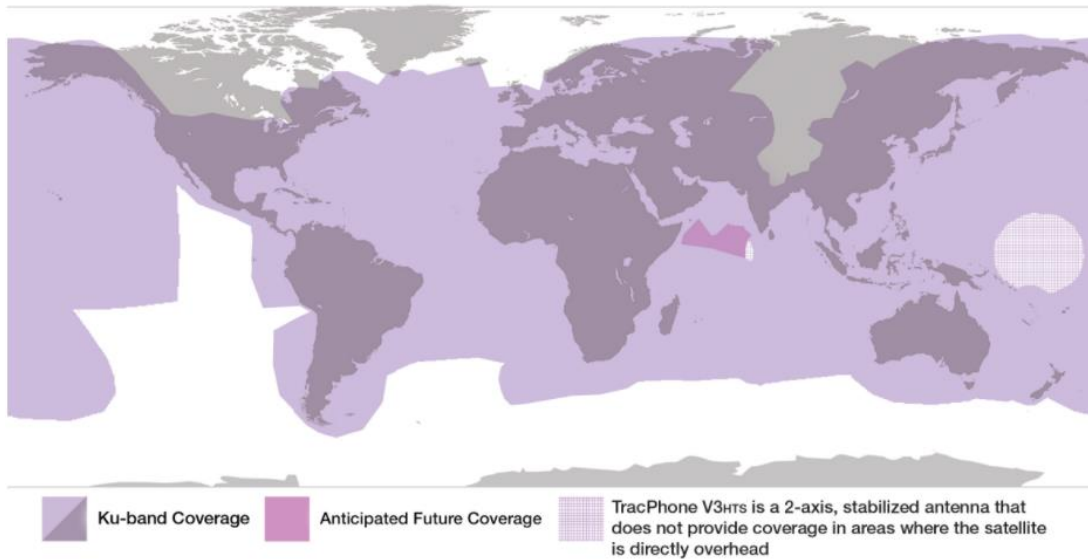 Ku-band Coverage
Anticipated Future Coverage
TracPhone V3HTS is a 2-axis, stabilized antenna that
does not provide coverage in areas where the satellite
is directly overhead